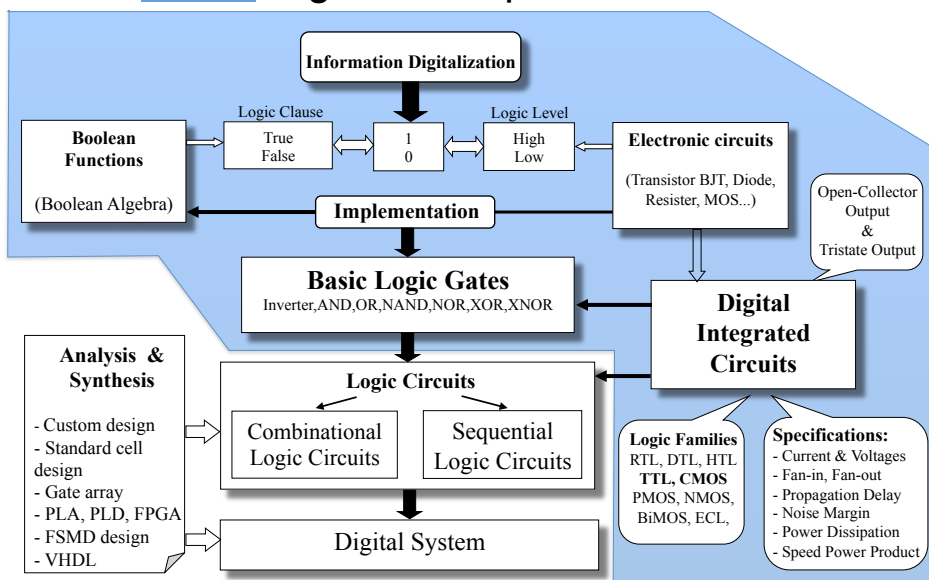 Information Digitalization
Logic Clause
Logic Level
Boolean
Functions
(Boolean Algebra)
True
False
1
0
High
Low
Electronic circuits
(Transistor BJT, Diode,
Resister, MOS...)
Implementation
Open-Collector
Output
&
Tristate Output
Basic Logic Gates
Inverter,AND,OR,NAND,NOR,XOR,XNOR
Digital
Integrated
Circuits
Analysis &
Synthesis
- Custom design
- Standard cell
design
- Gate array
- PLA, PLD, FPGA
- FSMD design
- VHDL
Logic Circuits
Combinational
Logic Circuits
Sequential
Logic Circuits
Digital System
Logic Families
RTL, DTL, HTL
TTL, CMOS
PMOS, NMOS,
BiMOS, ECL,
Specifications:
- Current & Voltages
- Fan-in, Fan-out
- Propagation Delay
- Noise Margin
- Power Dissipation
- Speed Power Product